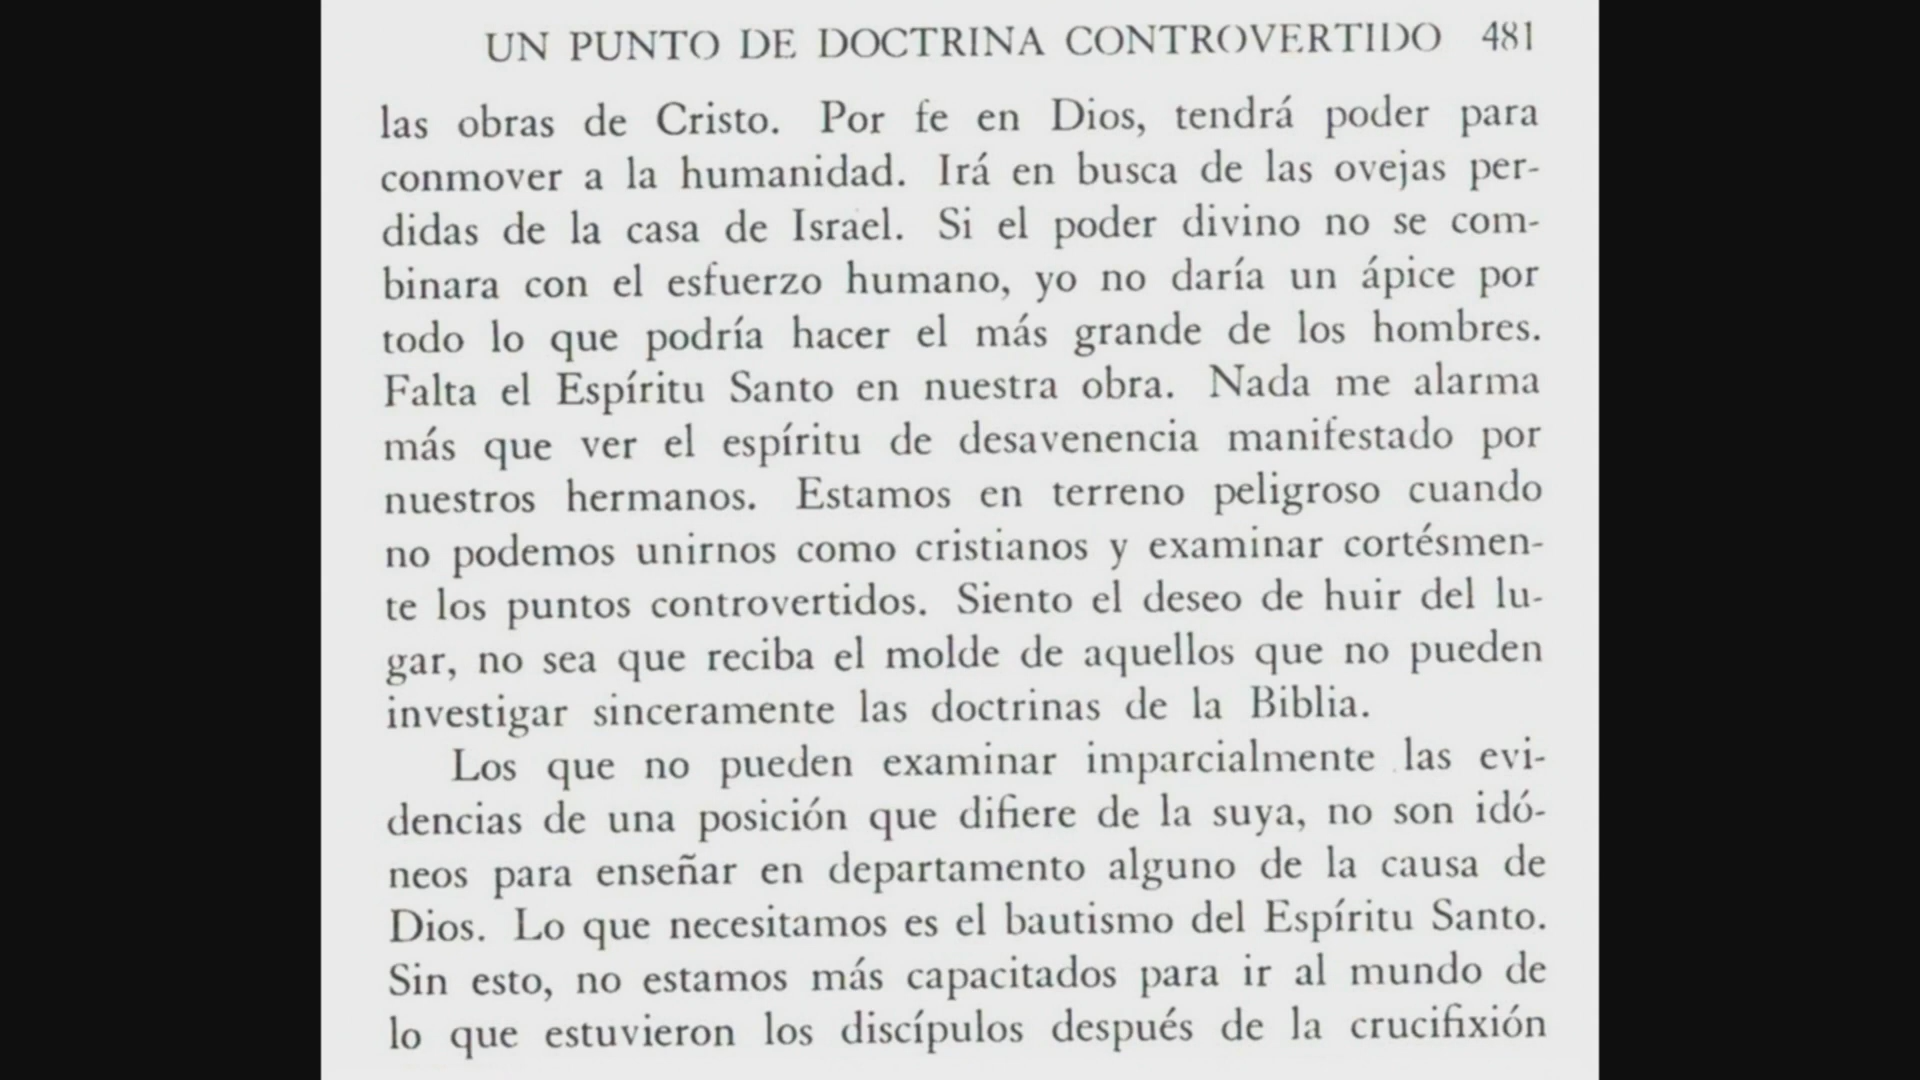 UN PUNTO DE DOCTRINA CONTROVERTIDO 481
las obras de Cristo. Por fe en Dios, tendrá poder para
conmover a la humanidad. Irá en busca de las ovejas per-
didas de la casa de Israel. Si el poder divino no se com-
binara con el esfuerzo humano, yo no daría un ápice por
todo lo que podría hacer el más grande de los hombres.
Falta el Espíritu Santo en nuestra obra. Nada me alarma
más que ver el espíritu de desavenencia manifestado por
nuestros hermanos. Estamos en terreno peligroso cuando
no podemos unirnos como cristianos y examinar cortésmen-
te los puntos controvertidos. Siento el deseo de huir del lu-
gar, no sea que reciba el molde de aquellos que no pueden
investigar sinceramente las doctrinas de la Biblia.
Los que no pueden examinar imparcialmente las evi-
dencias de una posición que difiere de la suya, no son idó-
neos para enseñar en departamento alguno de la causa de
Dios. Lo que necesitamos es el bautismo del Espíritu Santo.
Sin esto, no estamos más capacitados para ir al mundo de
lo que estuvieron los discípulos después de la crucifixión